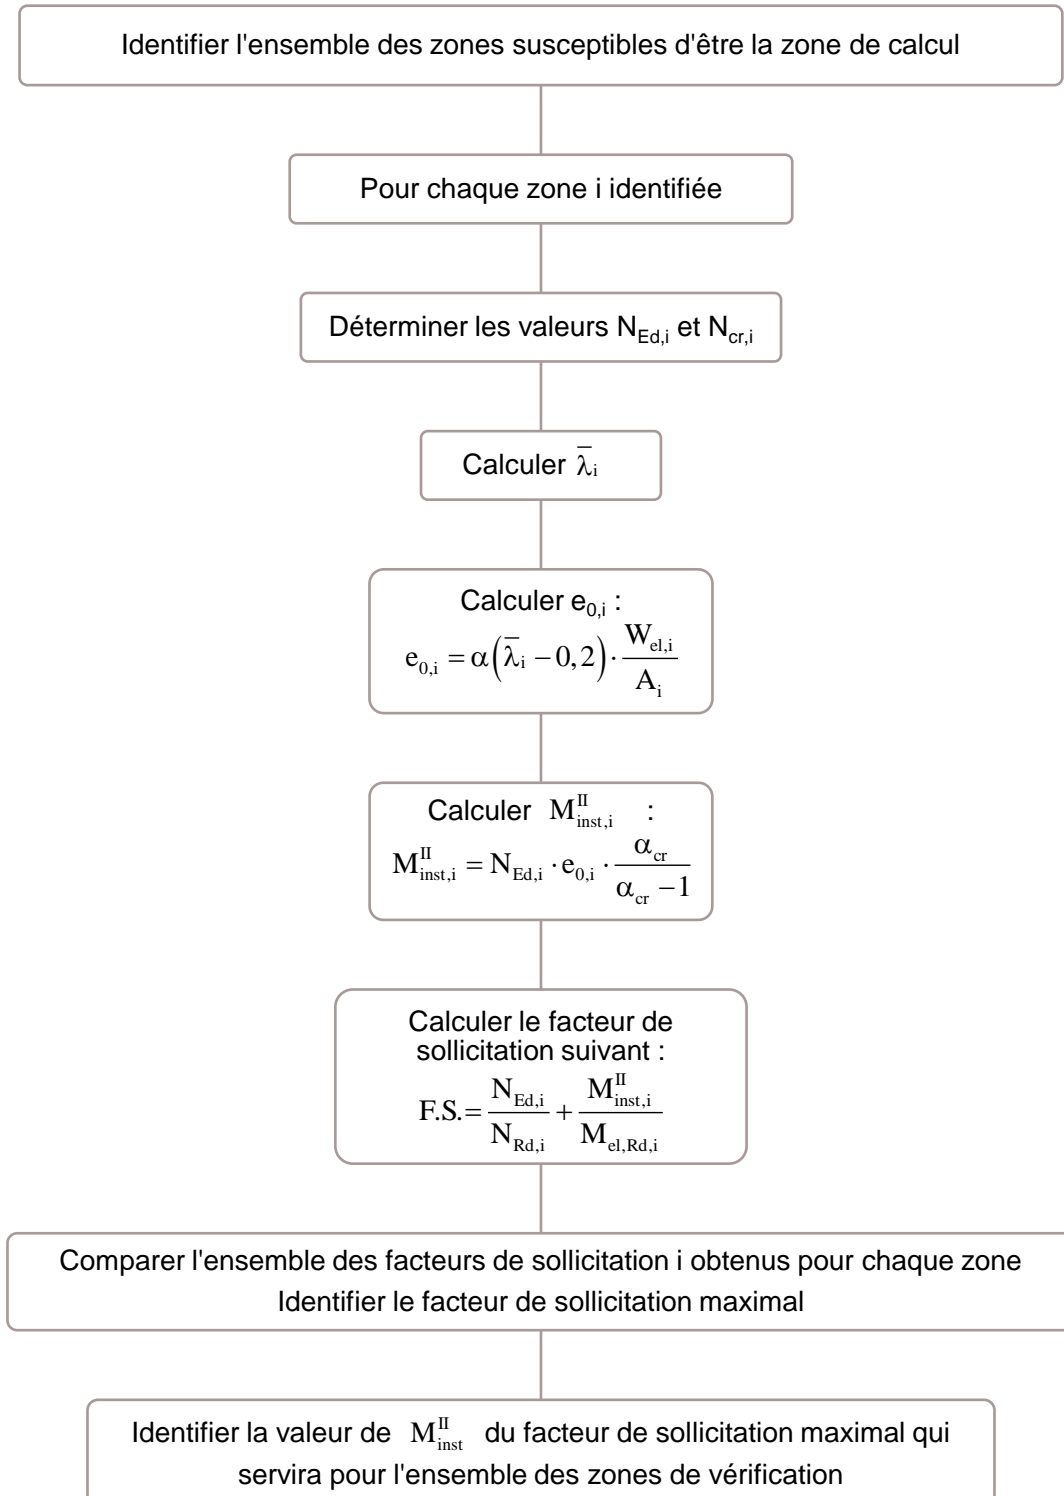 Identifier l'ensemble des zones susceptibles d'être la zone de calcul
Pour chaque zone i identifiée
Déterminer les valeurs N_Ed,i et N_cr,i
Calculer λ̄_i
Calculer e_0,i :
e_0,i = α(λ̄_i − 0,2) · W_el,i / A_i
Calculer M^II_inst,i :
M^II_inst,i = N_Ed,i · e_0,i · α_cr / (α_cr − 1)
Calculer le facteur de
sollicitation suivant :
F.S. = N_Ed,i / N_Rd,i + M^II_inst,i / M_el,Rd,i
Comparer l'ensemble des facteurs de sollicitation i obtenus pour chaque zone
Identifier le facteur de sollicitation maximal
Identifier la valeur de M^II_inst du facteur de sollicitation maximal qui
servira pour l'ensemble des zones de vérification